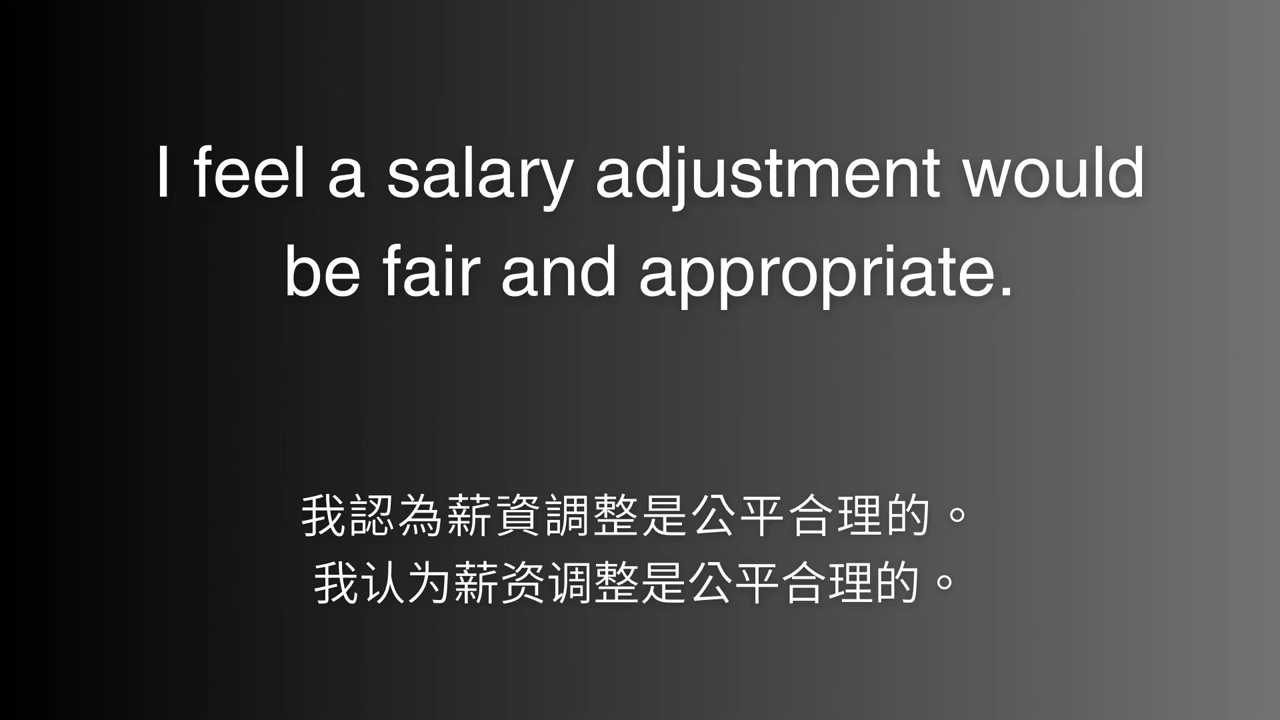 I feel a salary adjustment would
be fair and appropriate.
我認為薪資調整是公平合理的。
我认为薪资调整是公平合理的。